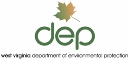 dep
west virginia department of environmental protection